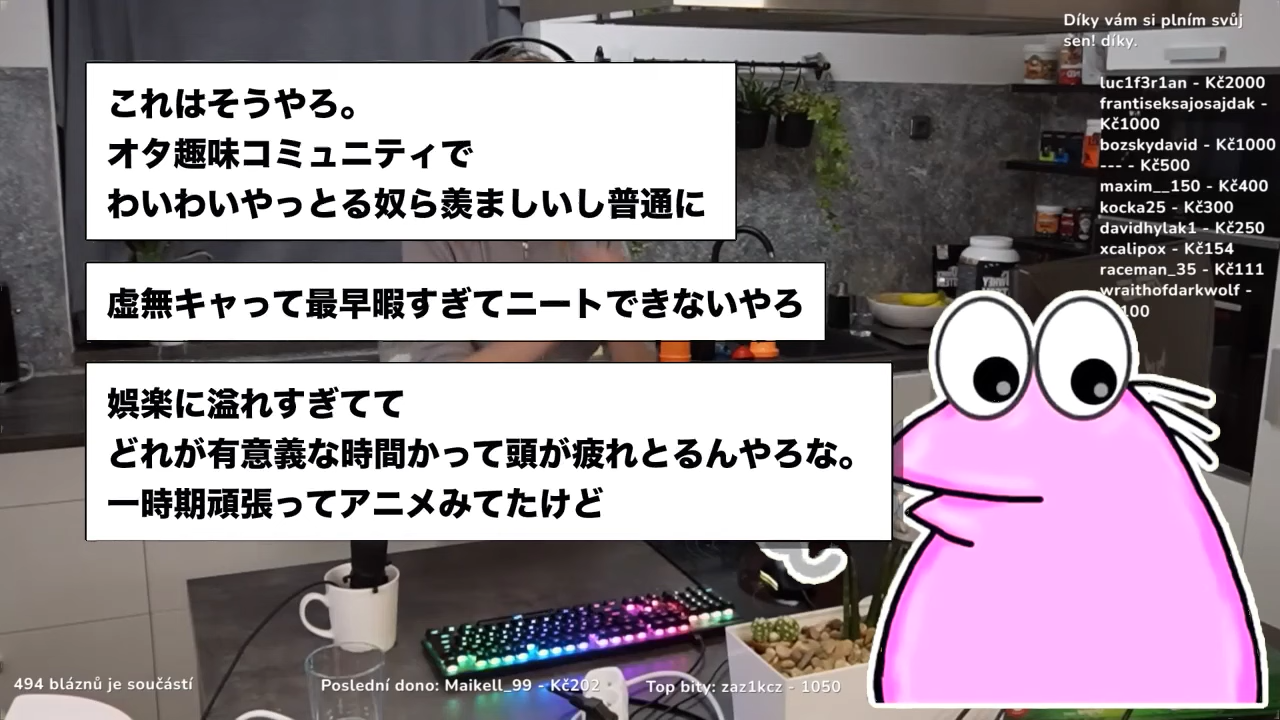 Díky vám si plním svůj
sen! díky.
luc1f3r1an - Kč2000
frantiseksajosajdak -
Kč1000
bozskydavid - Kč1000
--- - Kč500
maxim__150 - Kč400
kocka25 - Kč300
davidhylak1 - Kč250
xcalipox - Kč154
raceman_35 - Kč111
wraithofdarkwolf -
100
これはそうやろ。
オタ趣味コミュニティで
わいわいやっとる奴ら羨ましいし普通に
虚無キャって最早暇すぎてニートできないやろ
娯楽に溢れすぎてて
どれが有意義な時間かって頭が疲れとるんやろな。
一時期頑張ってアニメみてたけど
494 bláznů je součástí
Poslední dono: Maikell_99 - Kč202
Top bity: zaz1kcz - 1050